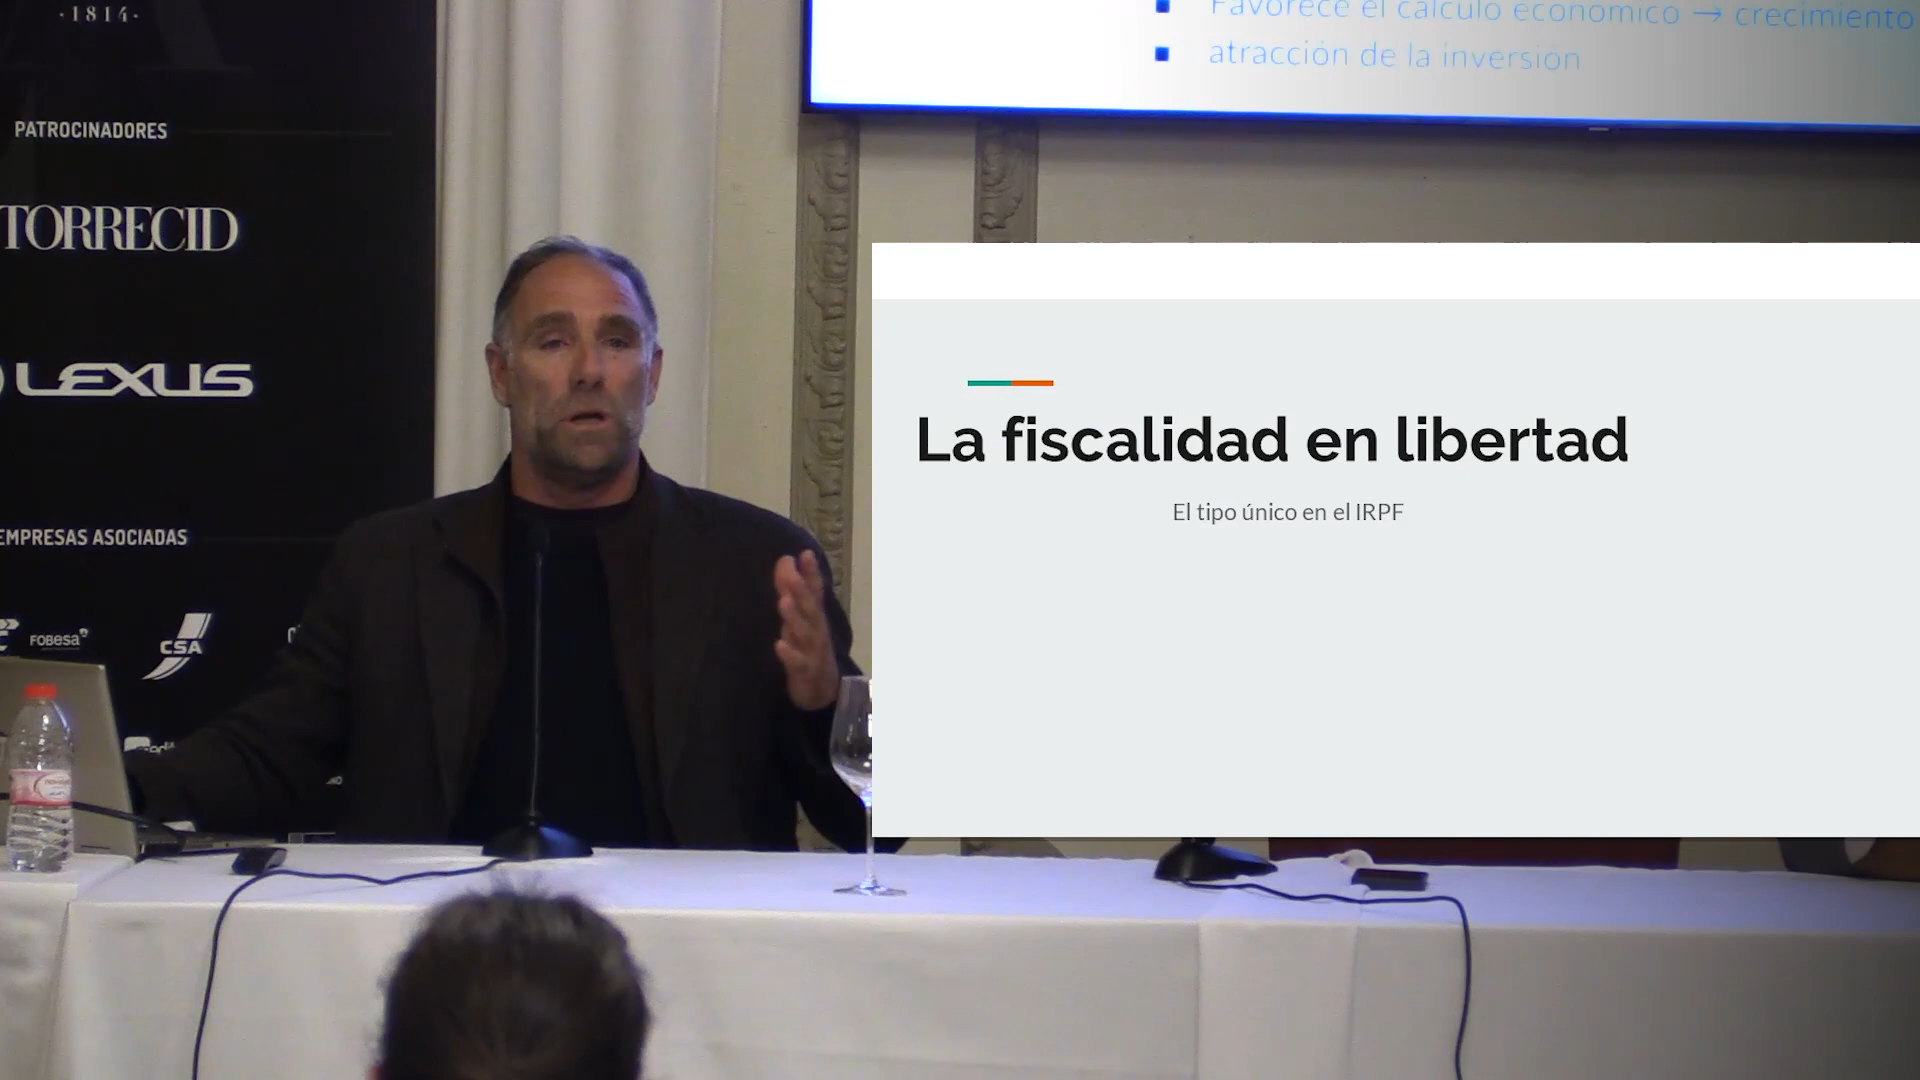 ·1814·
PATROCINADORES
TORRECID
LEXUS
EMPRESAS ASOCIADAS
FOBESA
CSA
Favorece el cálculo económico → crecimiento
atracción de la inversión
La fiscalidad en libertad
El tipo único en el IRPF